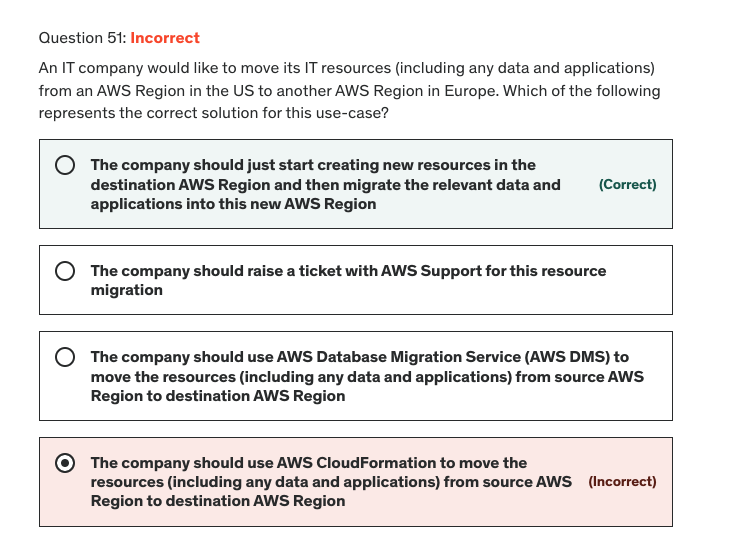 Question 51: Incorrect
An IT company would like to move its IT resources (including any data and applications)
from an AWS Region in the US to another AWS Region in Europe. Which of the following
represents the correct solution for this use-case?
The company should just start creating new resources in the
destination AWS Region and then migrate the relevant data and
applications into this new AWS Region
(Correct)
The company should raise a ticket with AWS Support for this resource
migration
The company should use AWS Database Migration Service (AWS DMS) to
move the resources (including any data and applications) from source AWS
Region to destination AWS Region
The company should use AWS CloudFormation to move the
resources (including any data and applications) from source AWS
Region to destination AWS Region
(Incorrect)